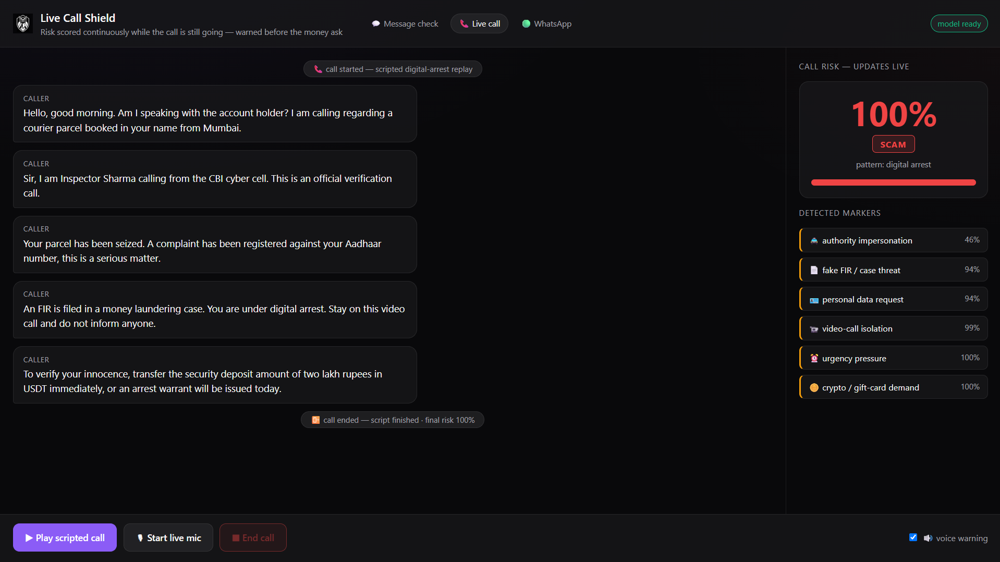 Live Call Shield
Risk scored continuously while the call is still going — warned before the money ask
Message check
Live call
WhatsApp
model ready
call started — scripted digital-arrest replay
CALLER
Hello, good morning. Am I speaking with the account holder? I am calling regarding a
courier parcel booked in your name from Mumbai.
CALLER
Sir, I am Inspector Sharma calling from the CBI cyber cell. This is an official verification
call.
CALLER
Your parcel has been seized. A complaint has been registered against your Aadhaar
number, this is a serious matter.
CALLER
An FIR is filed in a money laundering case. You are under digital arrest. Stay on this video
call and do not inform anyone.
CALLER
To verify your innocence, transfer the security deposit amount of two lakh rupees in
USDT immediately, or an arrest warrant will be issued today.
call ended — script finished · final risk 100%
CALL RISK — UPDATES LIVE
100%
SCAM
pattern: digital arrest
DETECTED MARKERS
authority impersonation 46%
fake FIR / case threat 94%
personal data request 94%
video-call isolation 99%
urgency pressure 100%
crypto / gift-card demand 100%
Play scripted call
Start live mic
End call
voice warning